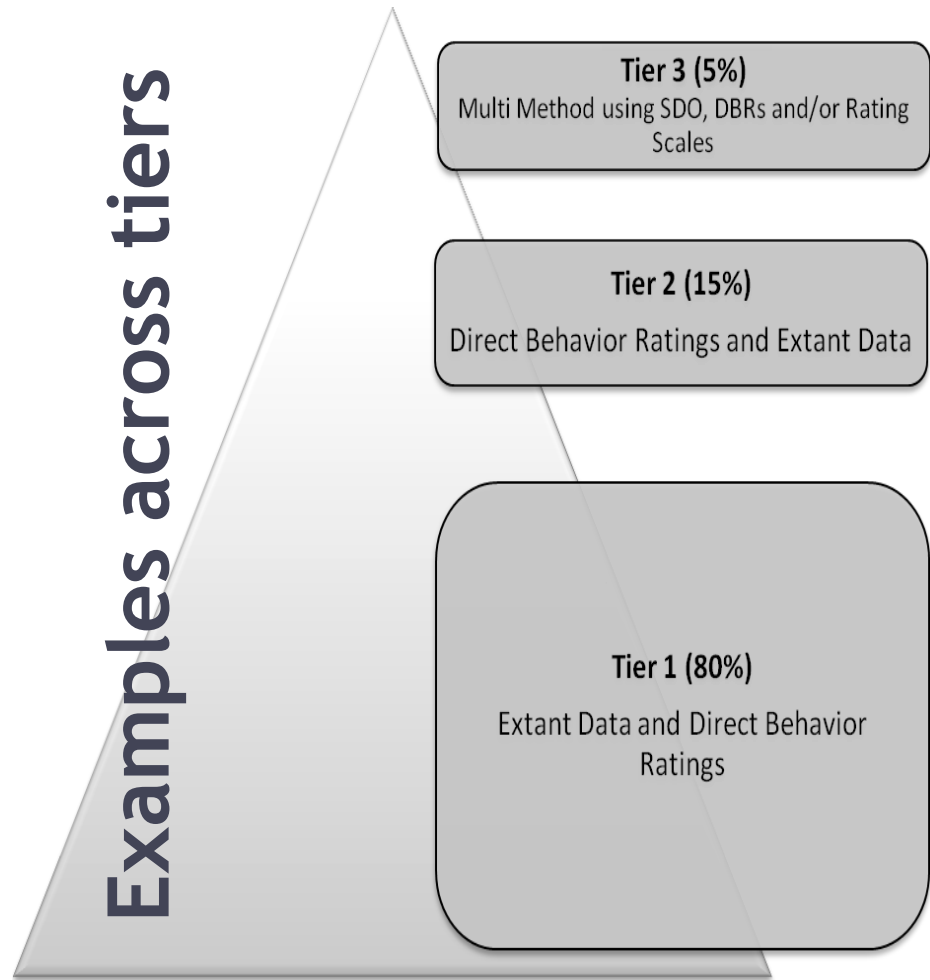 Examples across tiers
Tier 3 (5%)
Multi Method using SDO, DBRs and/or Rating
Scales
Tier 2 (15%)
Direct Behavior Ratings and Extant Data
Tier 1 (80%)
Extant Data and Direct Behavior
Ratings